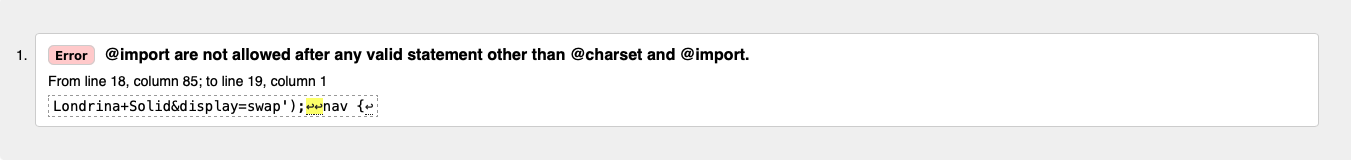 1. Error @import are not allowed after any valid statement other than @charset and @import.
From line 18, column 85; to line 19, column 1
Londrina+Solid&display=swap');↩↩nav {↩